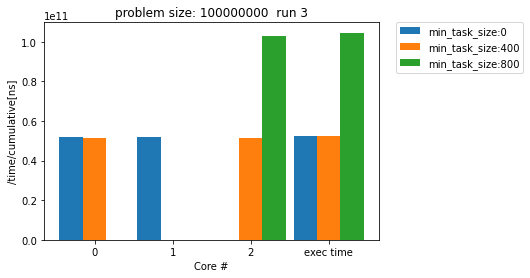 problem size: 100000000  run 3
1e11
1.0
0.8
0.6
0.4
0.2
0.0
/time/cumulative[ns]
0
1
2
exec time
Core #
min_task_size:0
min_task_size:400
min_task_size:800